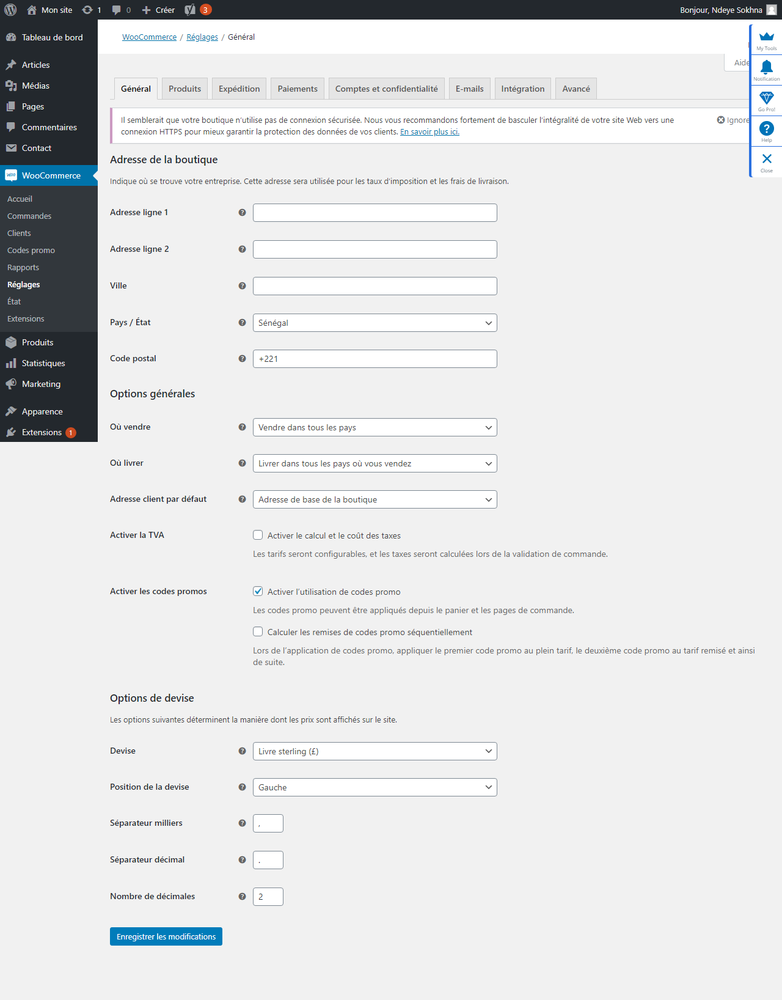 Mon site 1 0 Créer 3 Bonjour, Ndeye Sokhna
Tableau de bord
Articles
Médias
Pages
Commentaires
Contact
WooCommerce
Accueil
Commandes
Clients
Codes promo
Rapports
Réglages
État
Extensions
Produits
Statistiques
Marketing
Apparence
Extensions 1
WooCommerce / Réglages / Général
Aide
My Tools
Notification
Go Pro!
Help
Close
Général Produits Expédition Paiements Comptes et confidentialité E-mails Intégration Avancé
Il semblerait que votre boutique n'utilise pas de connexion sécurisée. Nous vous recommandons fortement de basculer l'intégralité de votre site Web vers une
connexion HTTPS pour mieux garantir la protection des données de vos clients. En savoir plus ici.
Ignore
Adresse de la boutique
Indique où se trouve votre entreprise. Cette adresse sera utilisée pour les taux d'imposition et les frais de livraison.
Adresse ligne 1
Adresse ligne 2
Ville
Pays / État Sénégal
Code postal +221
Options générales
Où vendre Vendre dans tous les pays
Où livrer Livrer dans tous les pays où vous vendez
Adresse client par défaut Adresse de base de la boutique
Activer la TVA Activer le calcul et le coût des taxes
Les tarifs seront configurables, et les taxes seront calculées lors de la validation de commande.
Activer les codes promos Activer l'utilisation de codes promo
Les codes promo peuvent être appliqués depuis le panier et les pages de commande.
Calculer les remises de codes promo séquentiellement
Lors de l'application de codes promo, appliquer le premier code promo au plein tarif, le deuxième code promo au tarif remisé et ainsi
de suite.
Options de devise
Les options suivantes déterminent la manière dont les prix sont affichés sur le site.
Devise Livre sterling (£)
Position de la devise Gauche
Séparateur milliers ,
Séparateur décimal .
Nombre de décimales 2
Enregistrer les modifications